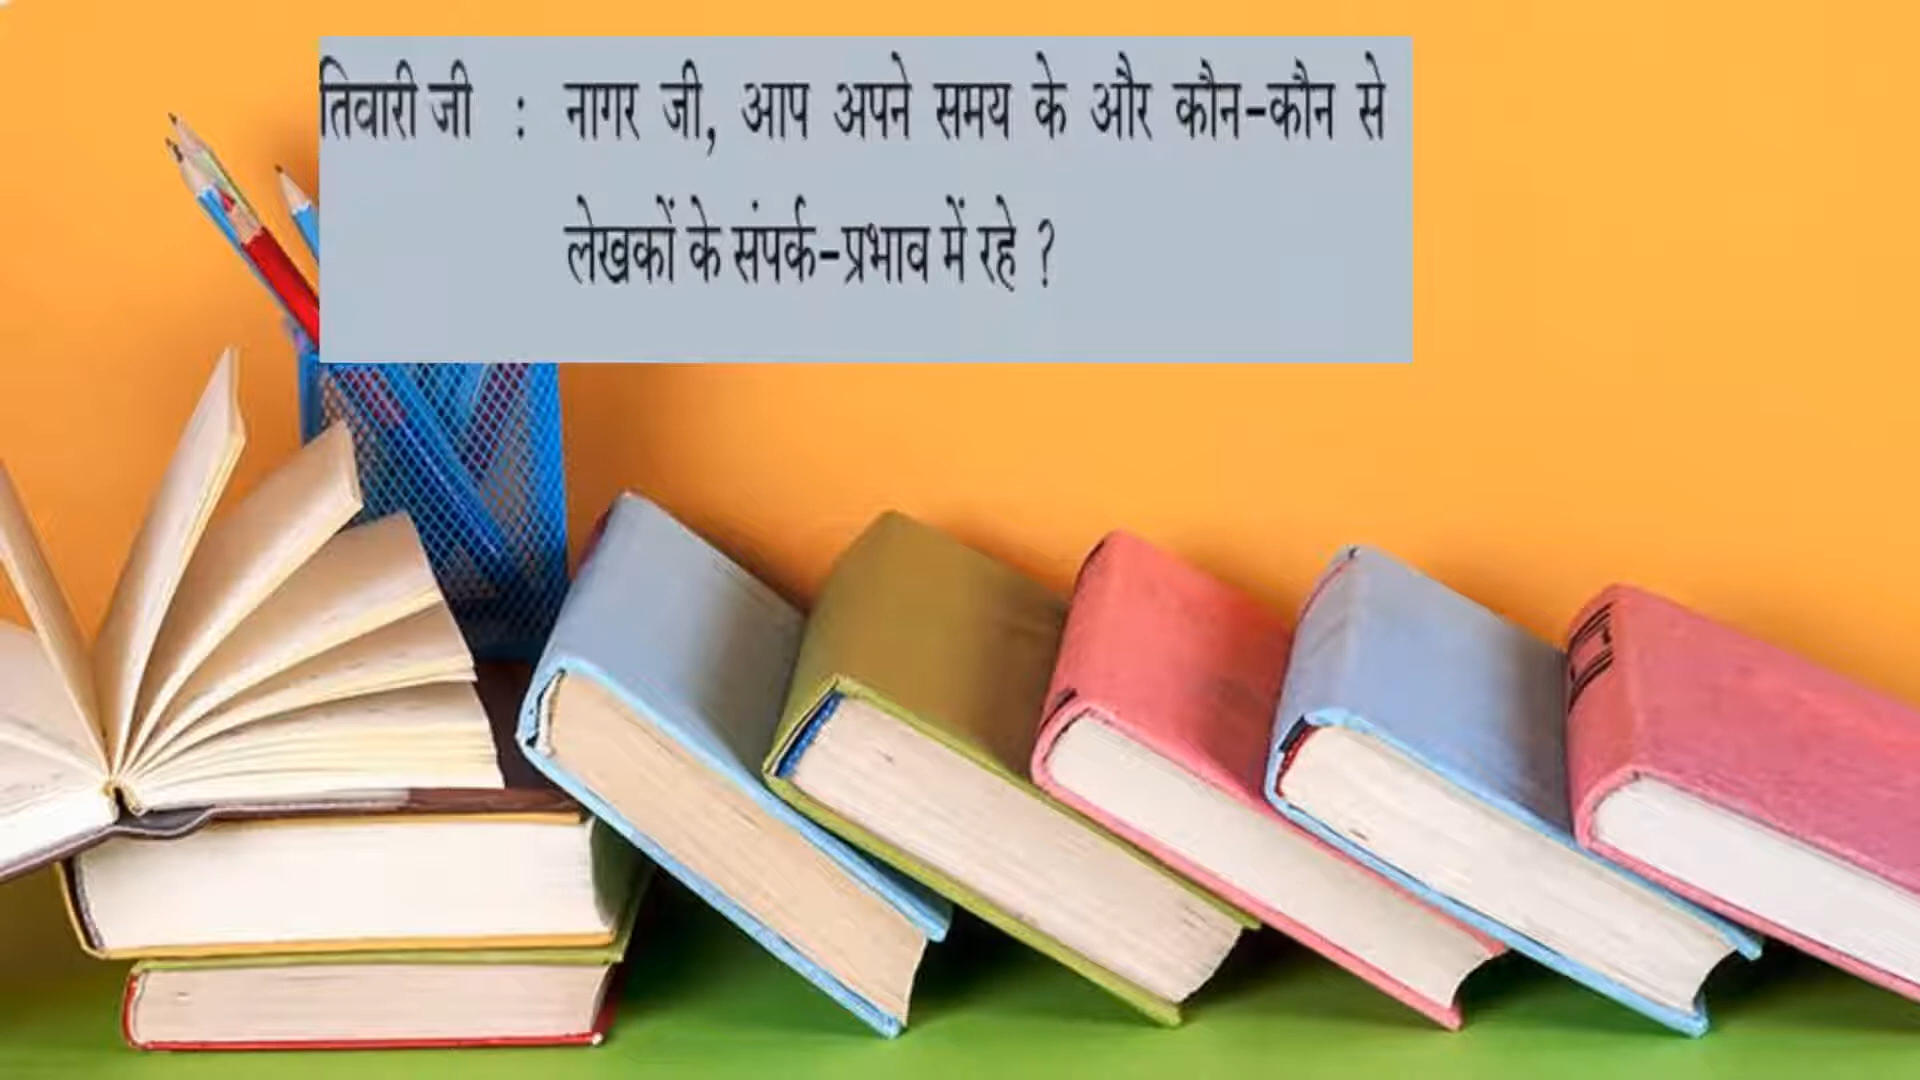 तिवारी जी : नागर जी, आप अपने समय के और कौन-कौन से
लेखकों के संपर्क-प्रभाव में रहे ?